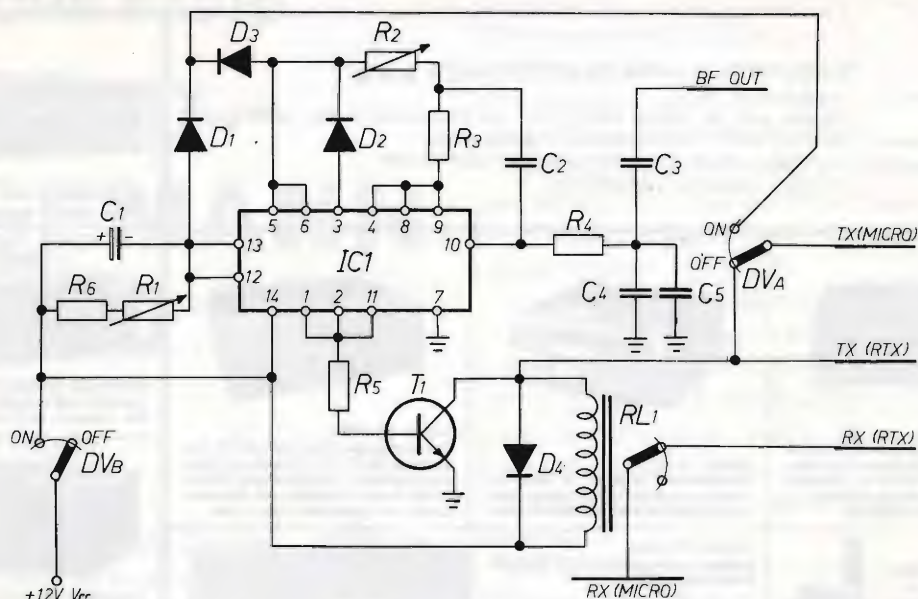 D3
R2
BF OUT
D1
D2
R3
C2
C3
C1
+ -
5 6 3 4 8 9
13
10
R4
ON
TX (MICRO)
12
IC1
OFF
DVA
R6
R1
14 1 2 11 7
C4
C5
TX (RTX)
R5
T1
RL1
ON
OFF
D4
RX (RTX)
DVB
+12V Vcc
RX (MICRO)